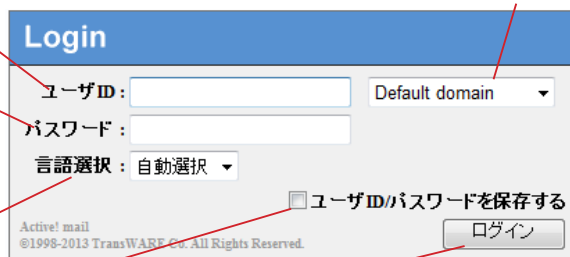 Login
ユーザID : Default domain
パスワード :
言語選択 : 自動選択
ユーザID/パスワードを保存する
Active! mail
ログイン
©1998-2013 TransWARE Co. All Rights Reserved.